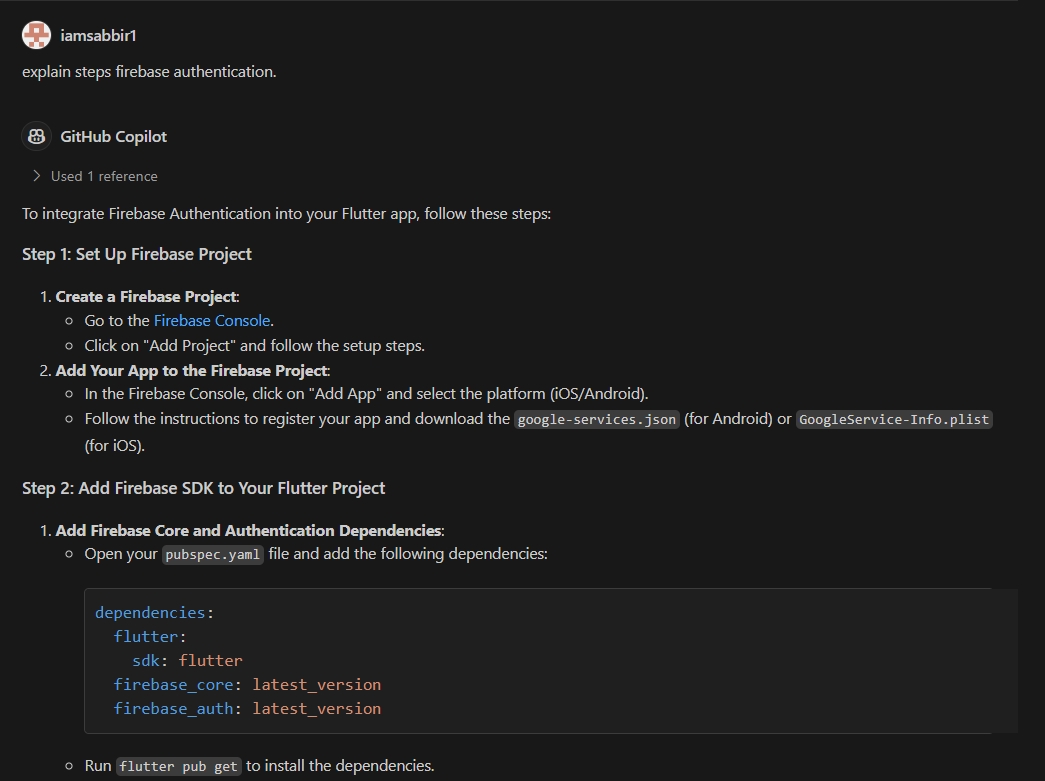 iamsabbir1
explain steps firebase authentication.
GitHub Copilot
Used 1 reference
To integrate Firebase Authentication into your Flutter app, follow these steps:
Step 1: Set Up Firebase Project
1. Create a Firebase Project:
Go to the Firebase Console.
Click on "Add Project" and follow the setup steps.
2. Add Your App to the Firebase Project:
In the Firebase Console, click on "Add App" and select the platform (iOS/Android).
Follow the instructions to register your app and download the google-services.json (for Android) or GoogleService-Info.plist
(for iOS).
Step 2: Add Firebase SDK to Your Flutter Project
1. Add Firebase Core and Authentication Dependencies:
Open your pubspec.yaml file and add the following dependencies:
dependencies:
  flutter:
    sdk: flutter
  firebase_core: latest_version
  firebase_auth: latest_version
Run flutter pub get to install the dependencies.